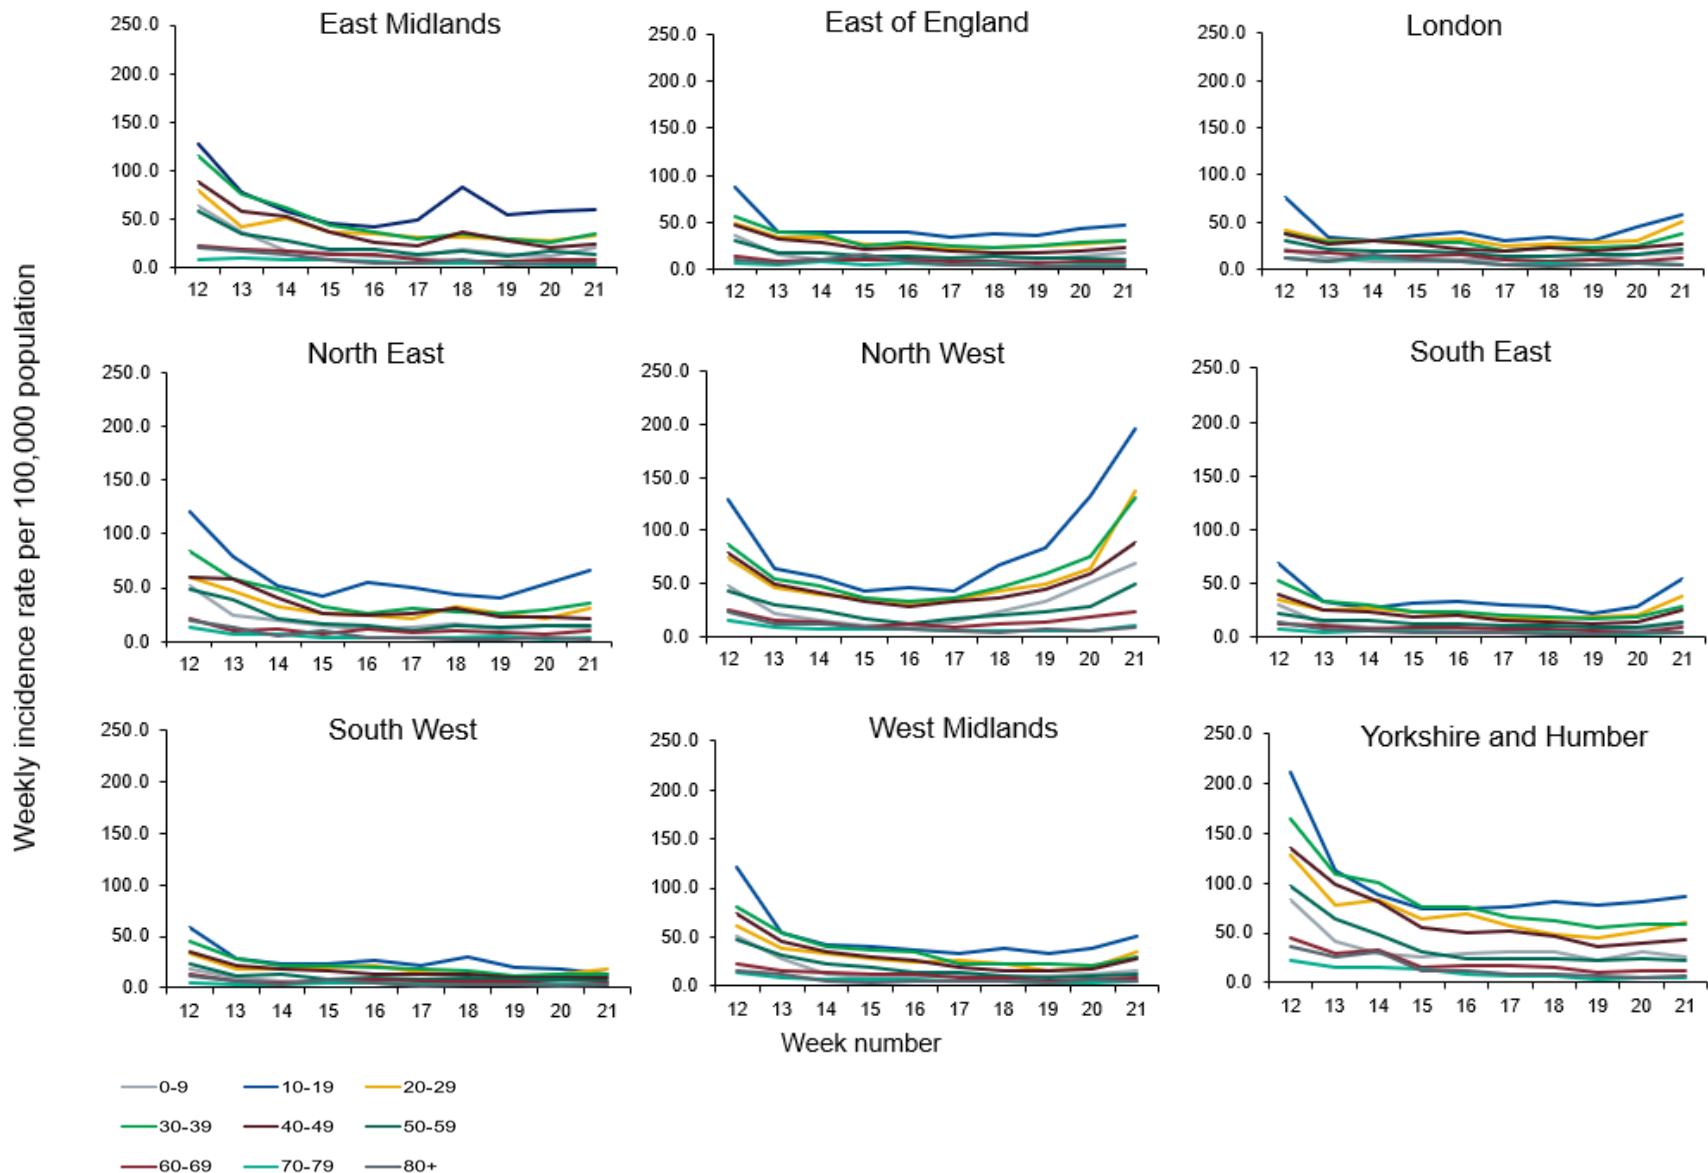 Weekly incidence rate per 100,000 population
East Midlands
250.0
200.0
150.0
100.0
50.0
0.0
12 13 14 15 16 17 18 19 20 21
East of England
250.0
200.0
150.0
100.0
50.0
0.0
12 13 14 15 16 17 18 19 20 21
London
250.0
200.0
150.0
100.0
50.0
0.0
12 13 14 15 16 17 18 19 20 21
North East
250.0
200.0
150.0
100.0
50.0
0.0
12 13 14 15 16 17 18 19 20 21
North West
250.0
200.0
150.0
100.0
50.0
0.0
12 13 14 15 16 17 18 19 20 21
South East
250.0
200.0
150.0
100.0
50.0
0.0
12 13 14 15 16 17 18 19 20 21
South West
250.0
200.0
150.0
100.0
50.0
0.0
12 13 14 15 16 17 18 19 20 21
West Midlands
250.0
200.0
150.0
100.0
50.0
0.0
12 13 14 15 16 17 18 19 20 21
Yorkshire and Humber
250.0
200.0
150.0
100.0
50.0
0.0
12 13 14 15 16 17 18 19 20 21
Week number
0-9 10-19 20-29
30-39 40-49 50-59
60-69 70-79 80+